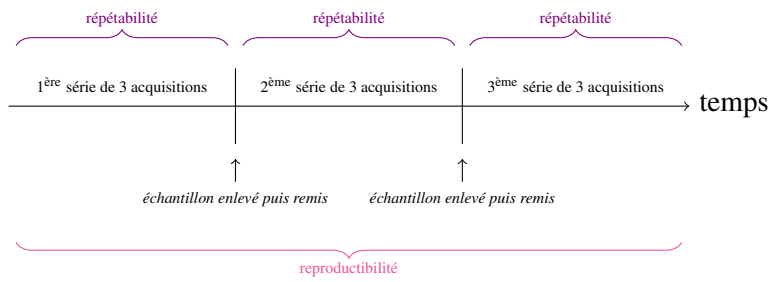 répétabilité répétabilité répétabilité
1ère série de 3 acquisitions 2ème série de 3 acquisitions 3ème série de 3 acquisitions
temps
échantillon enlevé puis remis échantillon enlevé puis remis
reproductibilité